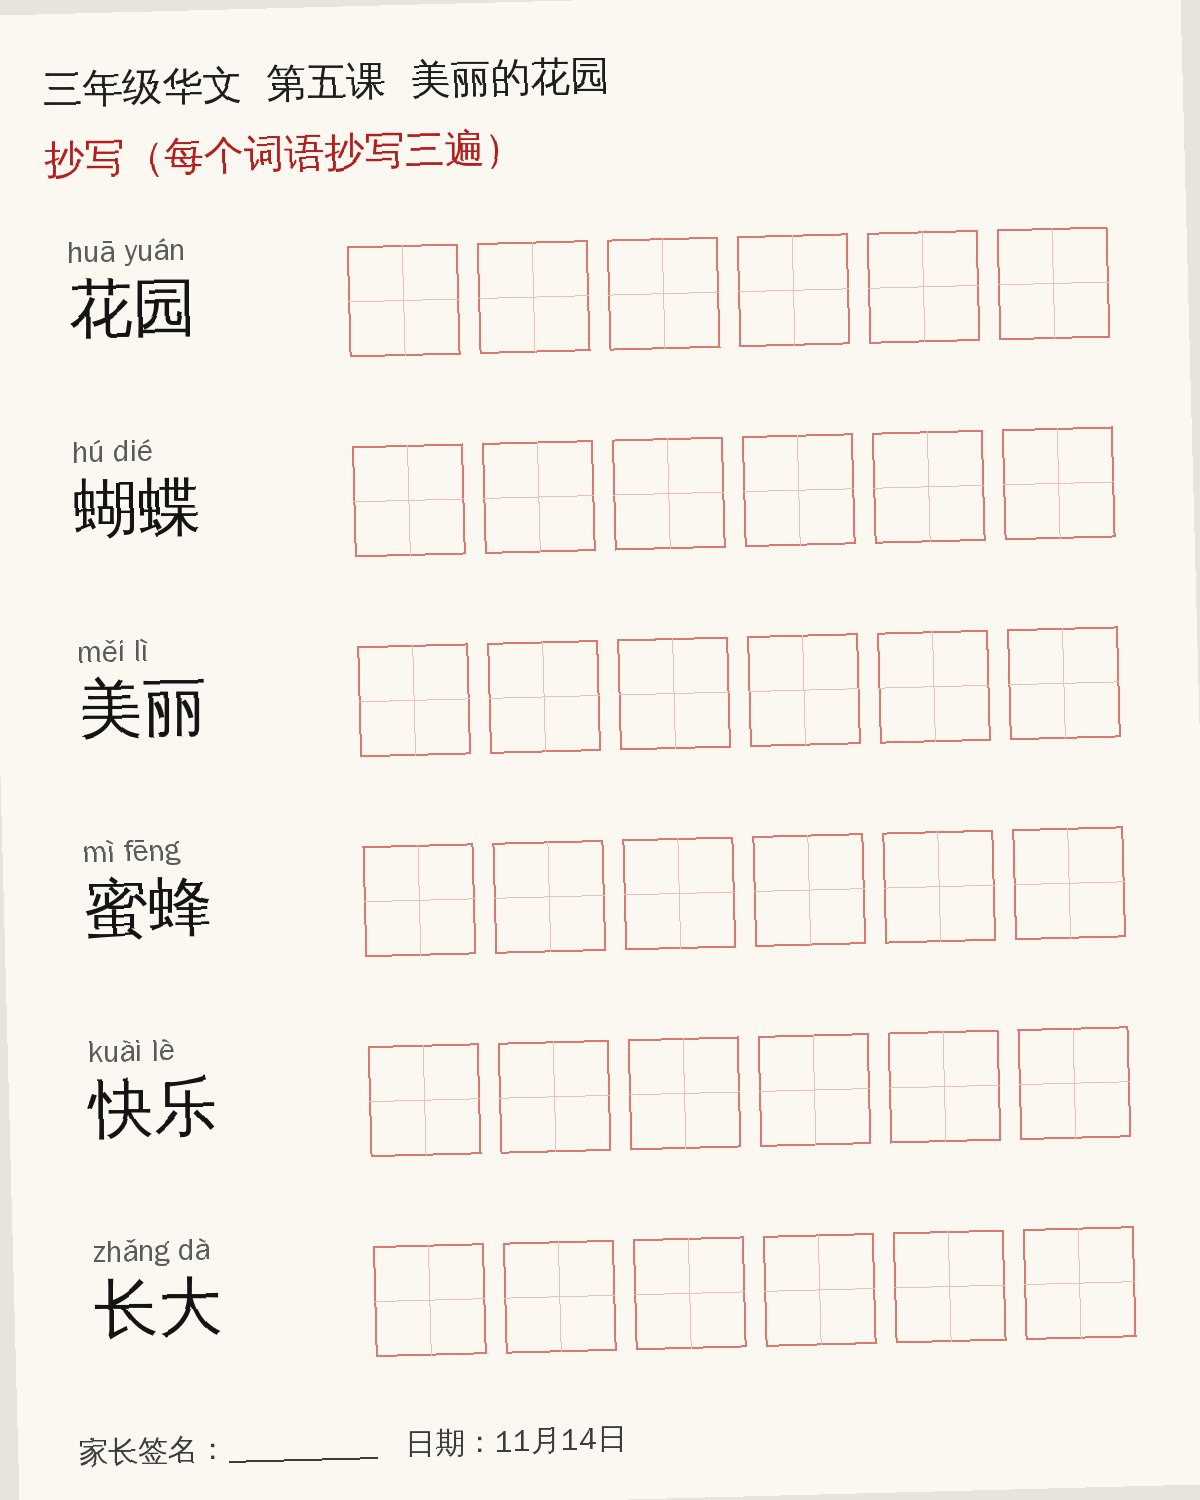 三年级华文 第五课 美丽的花园
抄写（每个词语抄写三遍）
huā yuán
花园
hú dié
蝴蝶
měi lì
美丽
mì fēng
蜜蜂
kuài lè
快乐
zhǎng dà
长大
家长签名：__________ 日期：11月14日